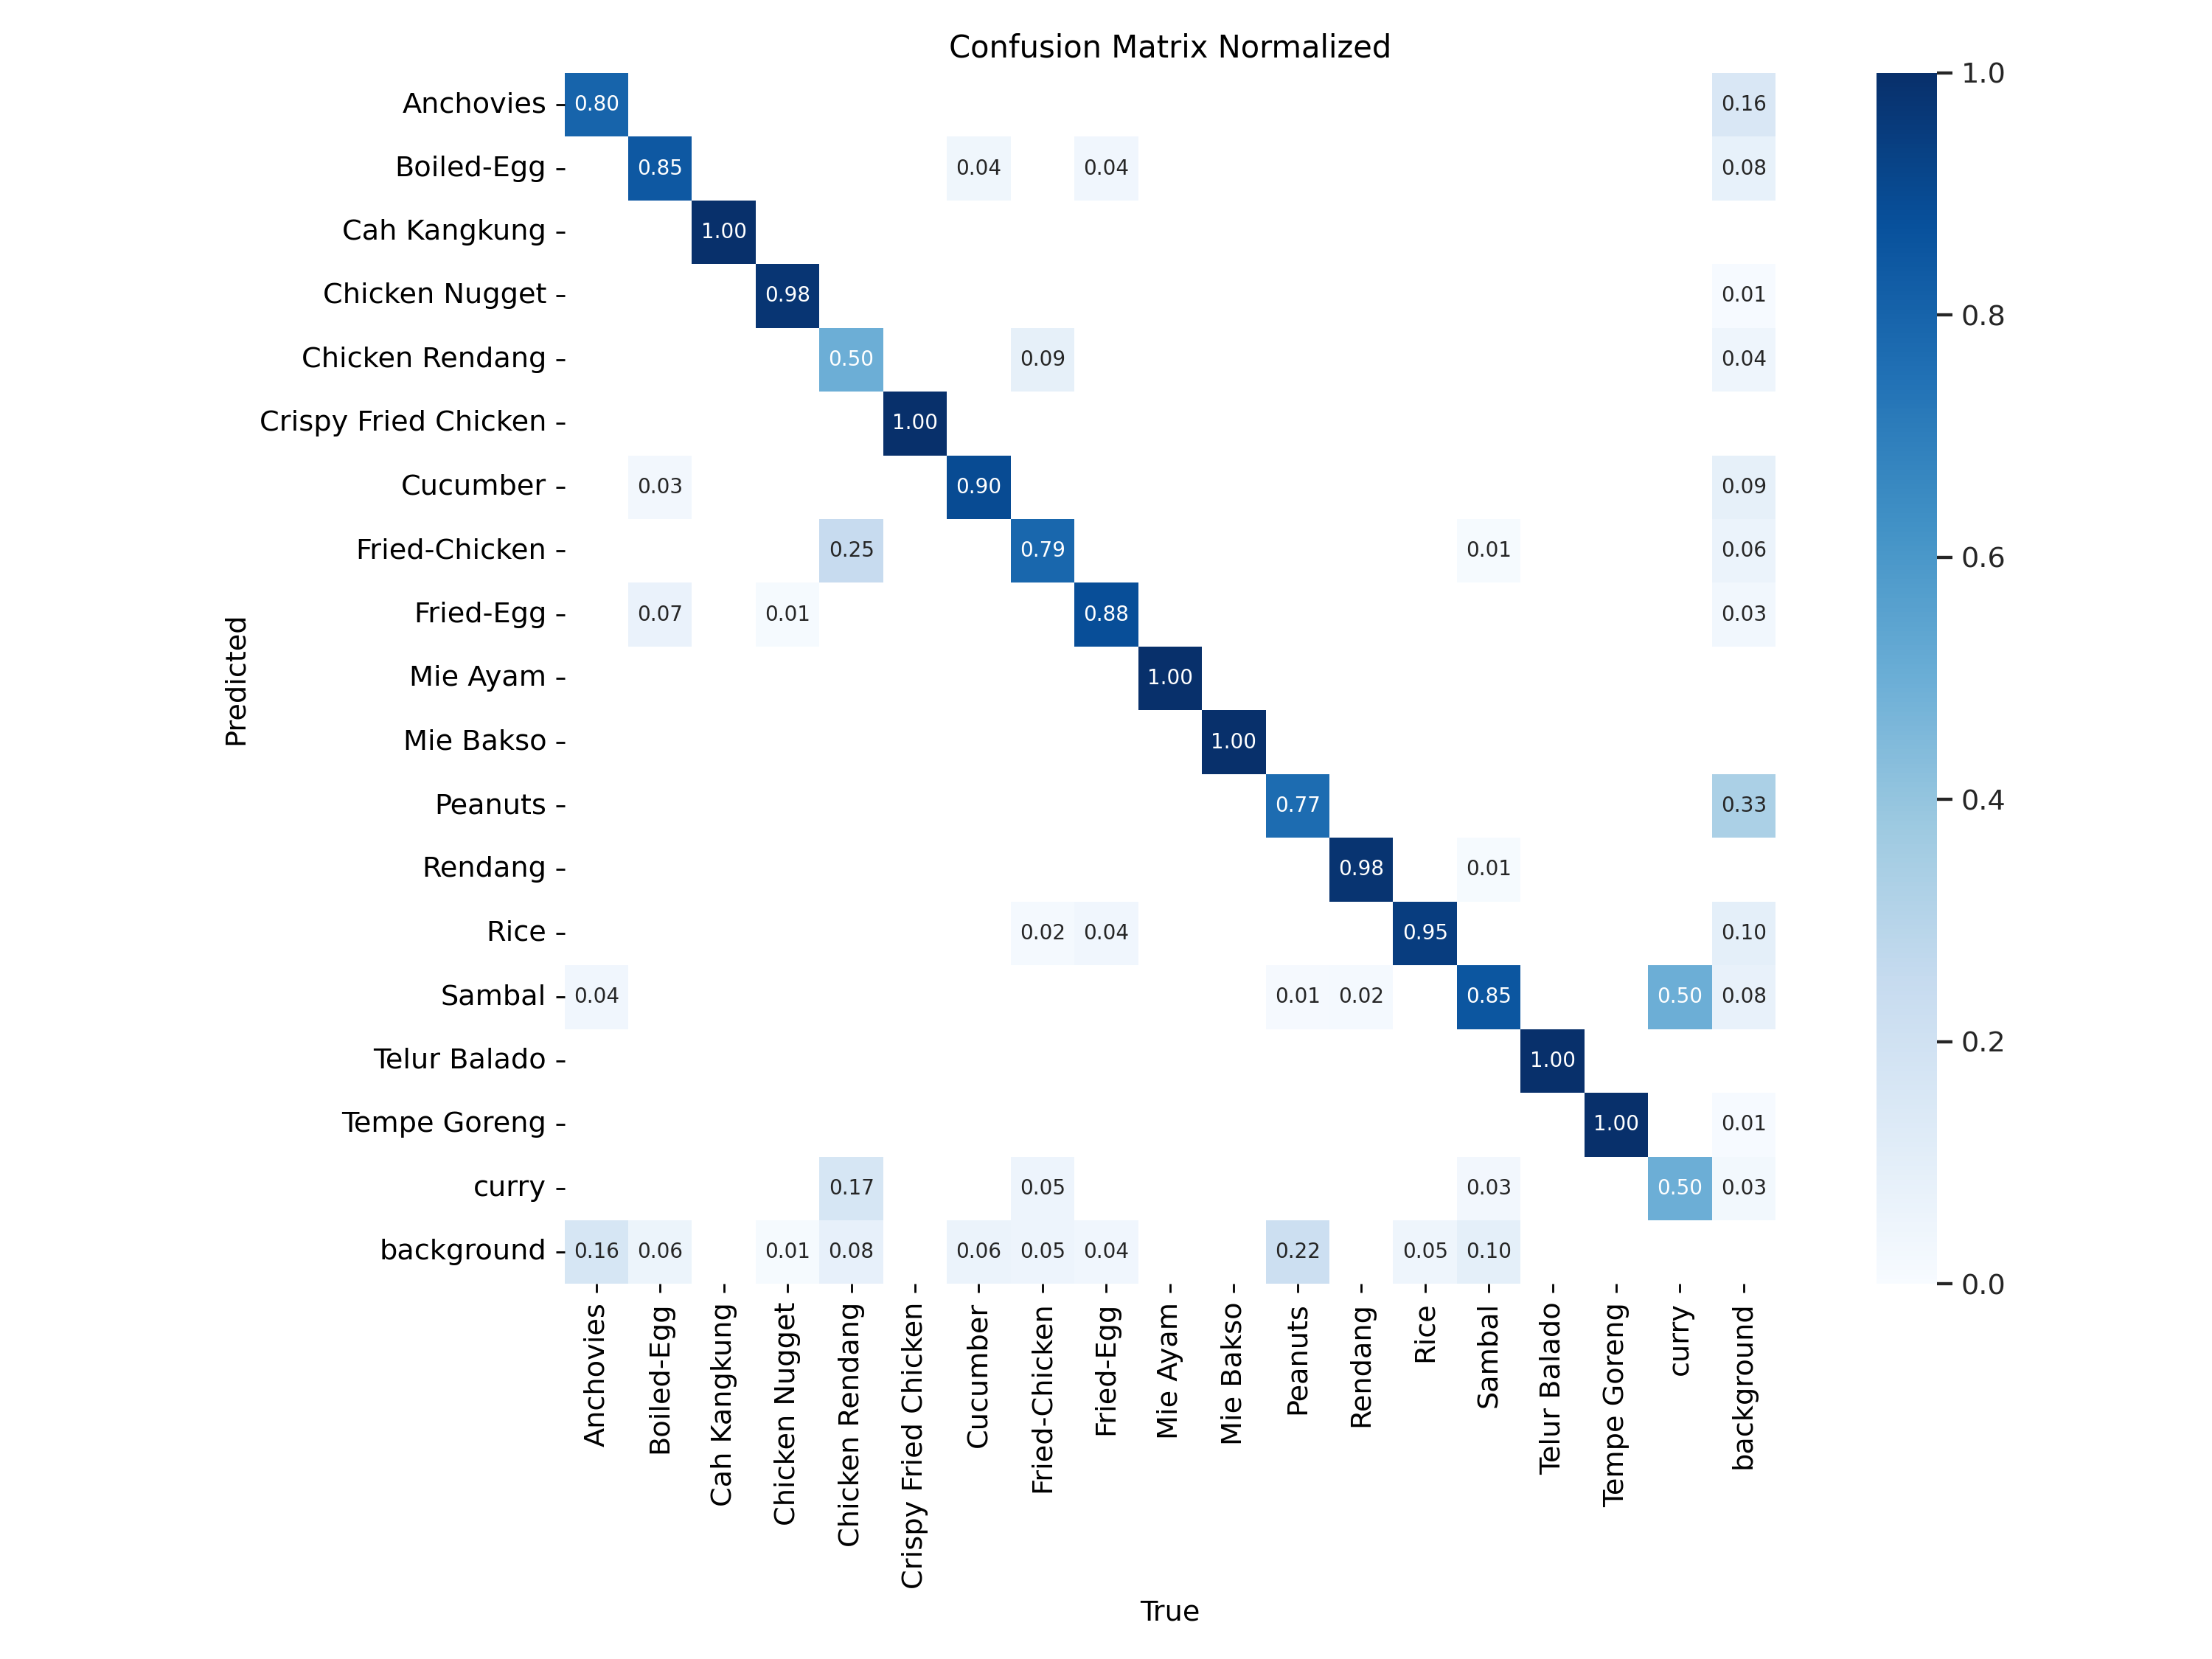 Confusion Matrix Normalized
Anchovies 0.80 0.16
Boiled-Egg 0.85 0.04 0.04 0.08
Cah Kangkung 1.00
Chicken Nugget 0.98 0.01
Chicken Rendang 0.50 0.09 0.04
Crispy Fried Chicken 1.00
Cucumber 0.03 0.90 0.09
Fried-Chicken 0.25 0.79 0.01 0.06
Fried-Egg 0.07 0.01 0.88 0.03
Mie Ayam 1.00
Mie Bakso 1.00
Peanuts 0.77 0.33
Rendang 0.98 0.01
Rice 0.02 0.04 0.95 0.10
Sambal 0.04 0.01 0.02 0.85 0.50 0.08
Telur Balado 1.00
Tempe Goreng 1.00 0.01
curry 0.17 0.05 0.03 0.50 0.03
background 0.16 0.06 0.01 0.08 0.06 0.05 0.04 0.22 0.05 0.10
Predicted
Anchovies
Boiled-Egg
Cah Kangkung
Chicken Nugget
Chicken Rendang
Crispy Fried Chicken
Cucumber
Fried-Chicken
Fried-Egg
Mie Ayam
Mie Bakso
Peanuts
Rendang
Rice
Sambal
Telur Balado
Tempe Goreng
curry
background
True
1.0
0.8
0.6
0.4
0.2
0.0